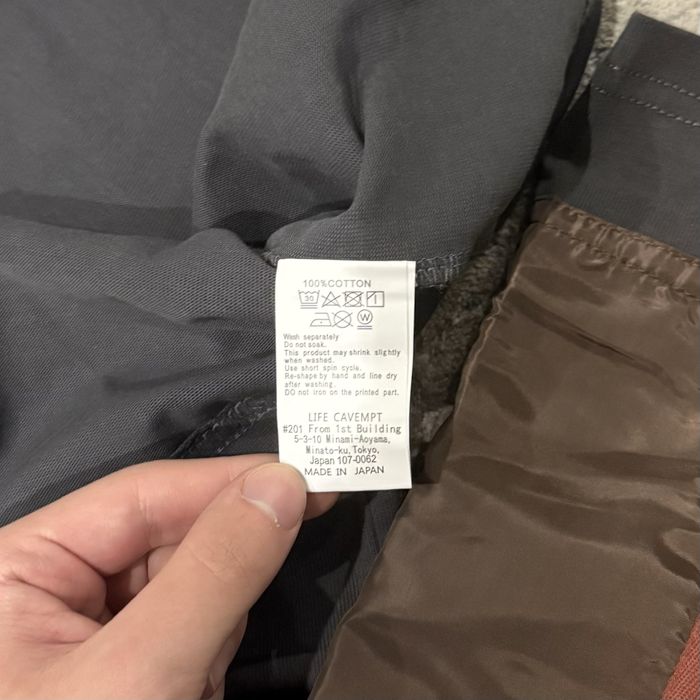 100%COTTON
30
W
Wash separately
Do not soak.
This product may shrink slightly
when washed.
Use short spin cycle.
Re-shape by hand and line dry
after washing.
DO not iron on the printed part.
LIFE CAVEMPT
#201 From 1st Building
5-3-10 Minami-Aoyama,
Minato-ku,Tokyo,
Japan 107-0062
MADE IN JAPAN